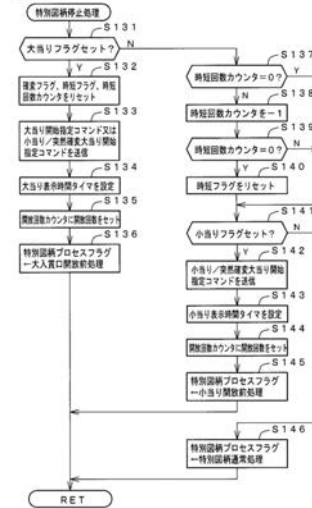 特別図柄停止処理
S131
大当りフラグセット？
N
Y
S132
確変フラグ、時短フラグ、時短
回数カウンタをリセット
S133
大当り開始指定コマンド又は
小当り／突然確変大当り開始
指定コマンドを送信
S134
大当り表示時間タイマを設定
S135
開放回数カウンタに開放回数をセット
S136
特別図柄プロセスフラグ
←大入賞口開放前処理
S137
時短回数カウンタ＝０？
Y
N
S138
時短回数カウンタを－１
S139
時短回数カウンタ＝０？
N
Y
S140
時短フラグをリセット
S141
小当りフラグセット？
N
Y
S142
小当り／突然確変大当り開始
指定コマンドを送信
S143
小当り表示時間タイマを設定
S144
開放回数カウンタに開放回数をセット
S145
特別図柄プロセスフラグ
←小当り開放前処理
S146
特別図柄プロセスフラグ
←特別図柄通常処理
RET